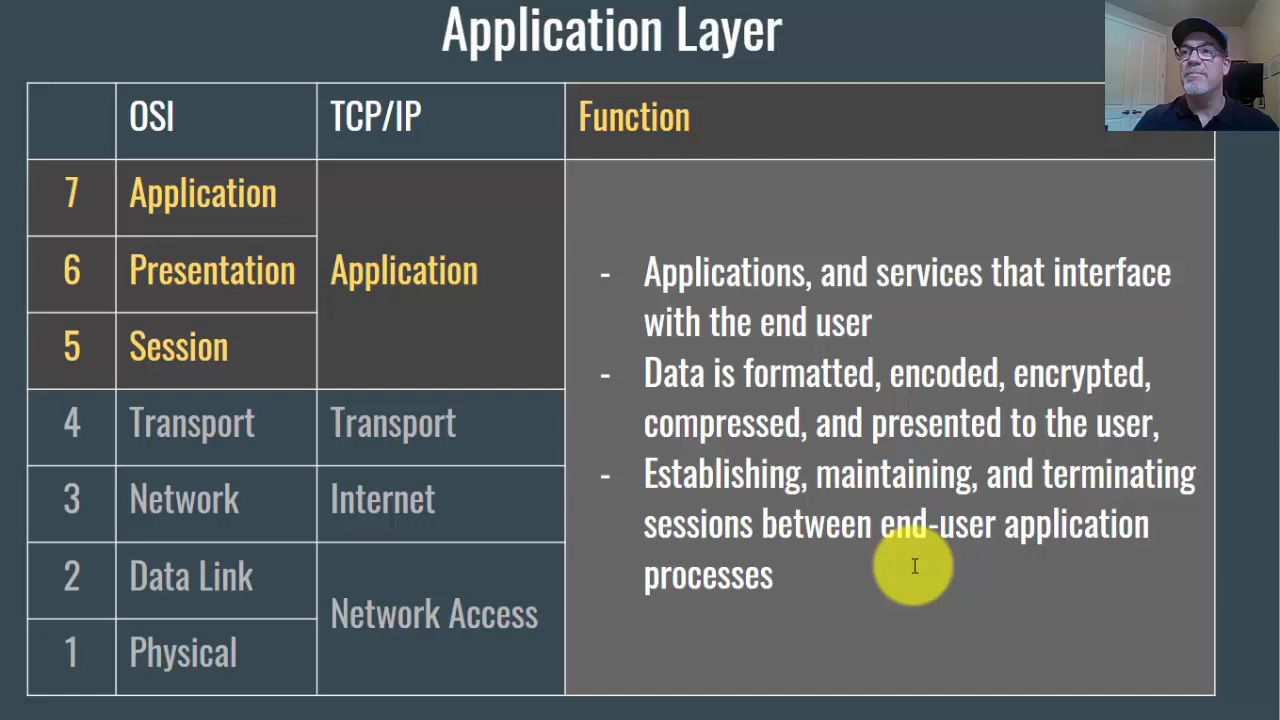 Application Layer
OSI TCP/IP Function
7 Application
6 Presentation Application
5 Session
- Applications, and services that interface
with the end user
- Data is formatted, encoded, encrypted,
compressed, and presented to the user,
- Establishing, maintaining, and terminating
sessions between end-user application
processes
4 Transport Transport
3 Network Internet
2 Data Link
Network Access
1 Physical